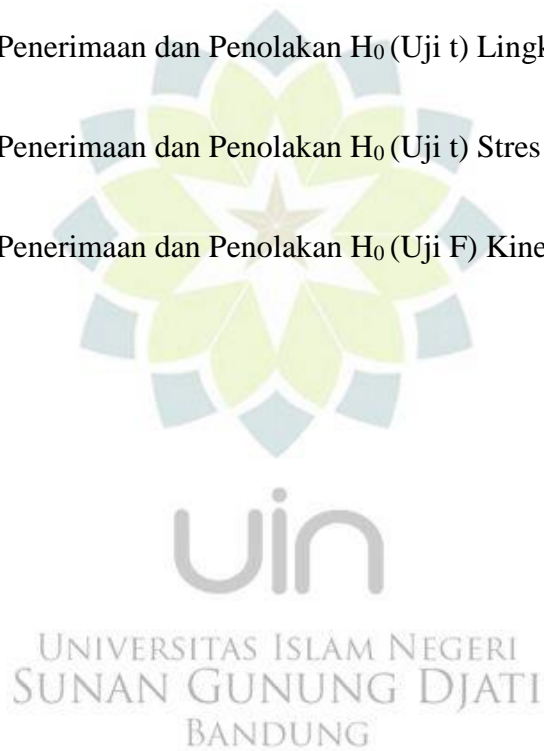 Penerimaan dan Penolakan H₀ (Uji t) Lingk
Penerimaan dan Penolakan H₀ (Uji t) Stres
Penerimaan dan Penolakan H₀ (Uji F) Kine
uin
UNIVERSITAS ISLAM NEGERI
SUNAN GUNUNG DJATI
BANDUNG